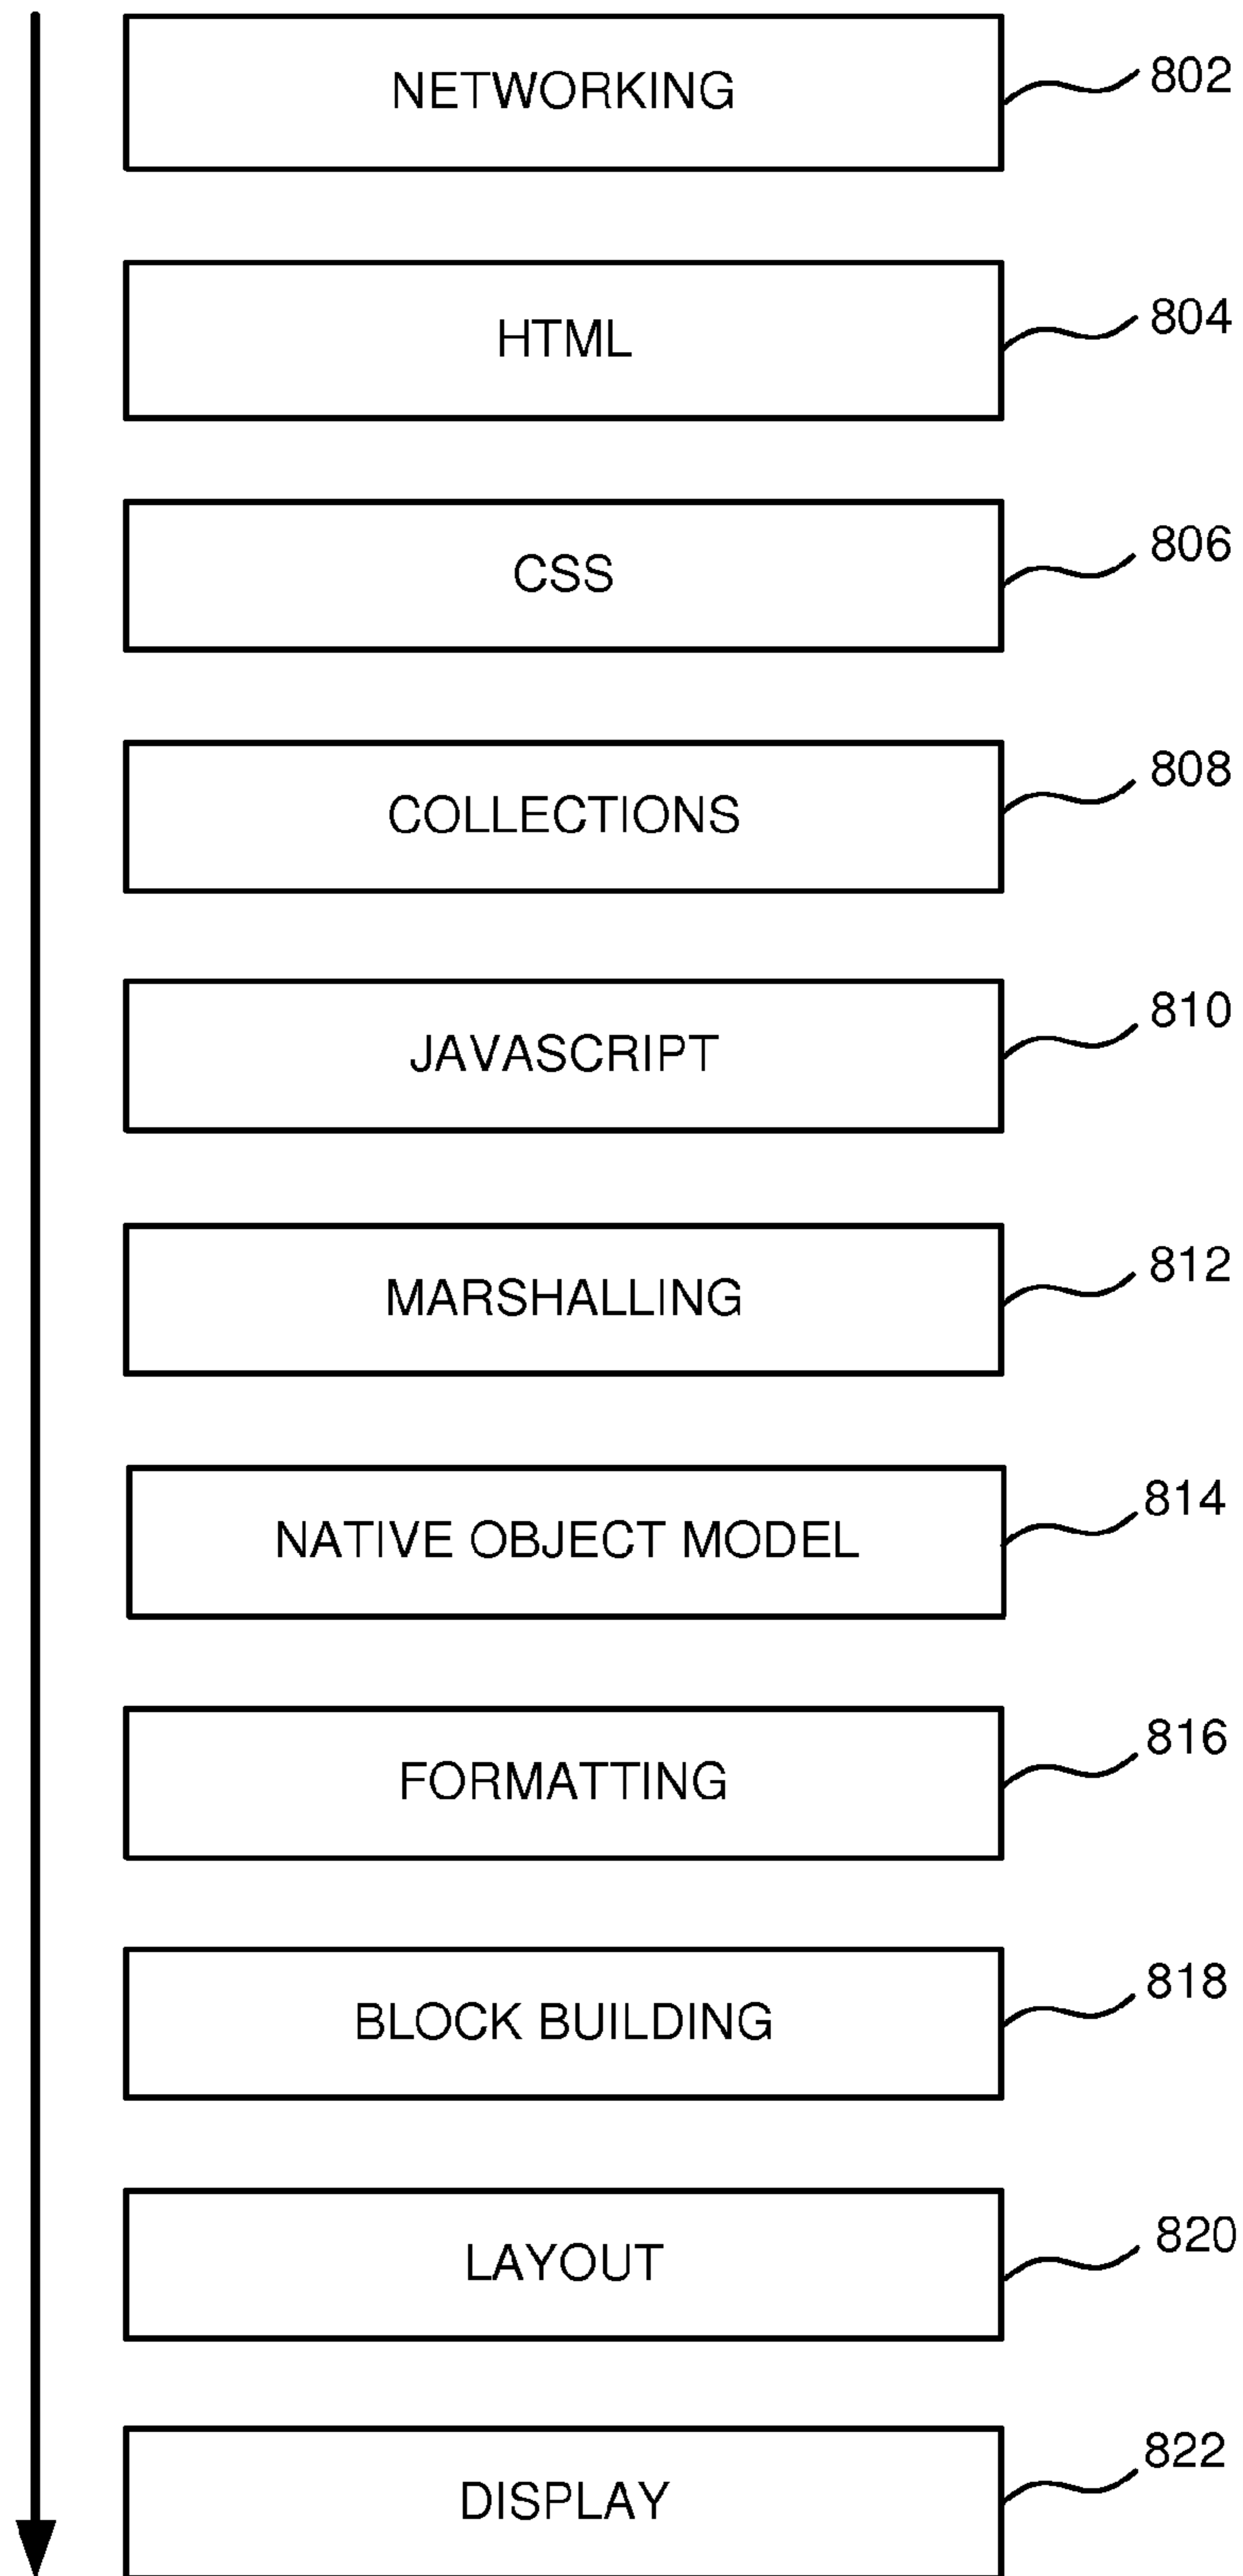 NETWORKING 802
HTML 804
CSS 806
COLLECTIONS 808
JAVASCRIPT 810
MARSHALLING 812
NATIVE OBJECT MODEL 814
FORMATTING 816
BLOCK BUILDING 818
LAYOUT 820
DISPLAY 822